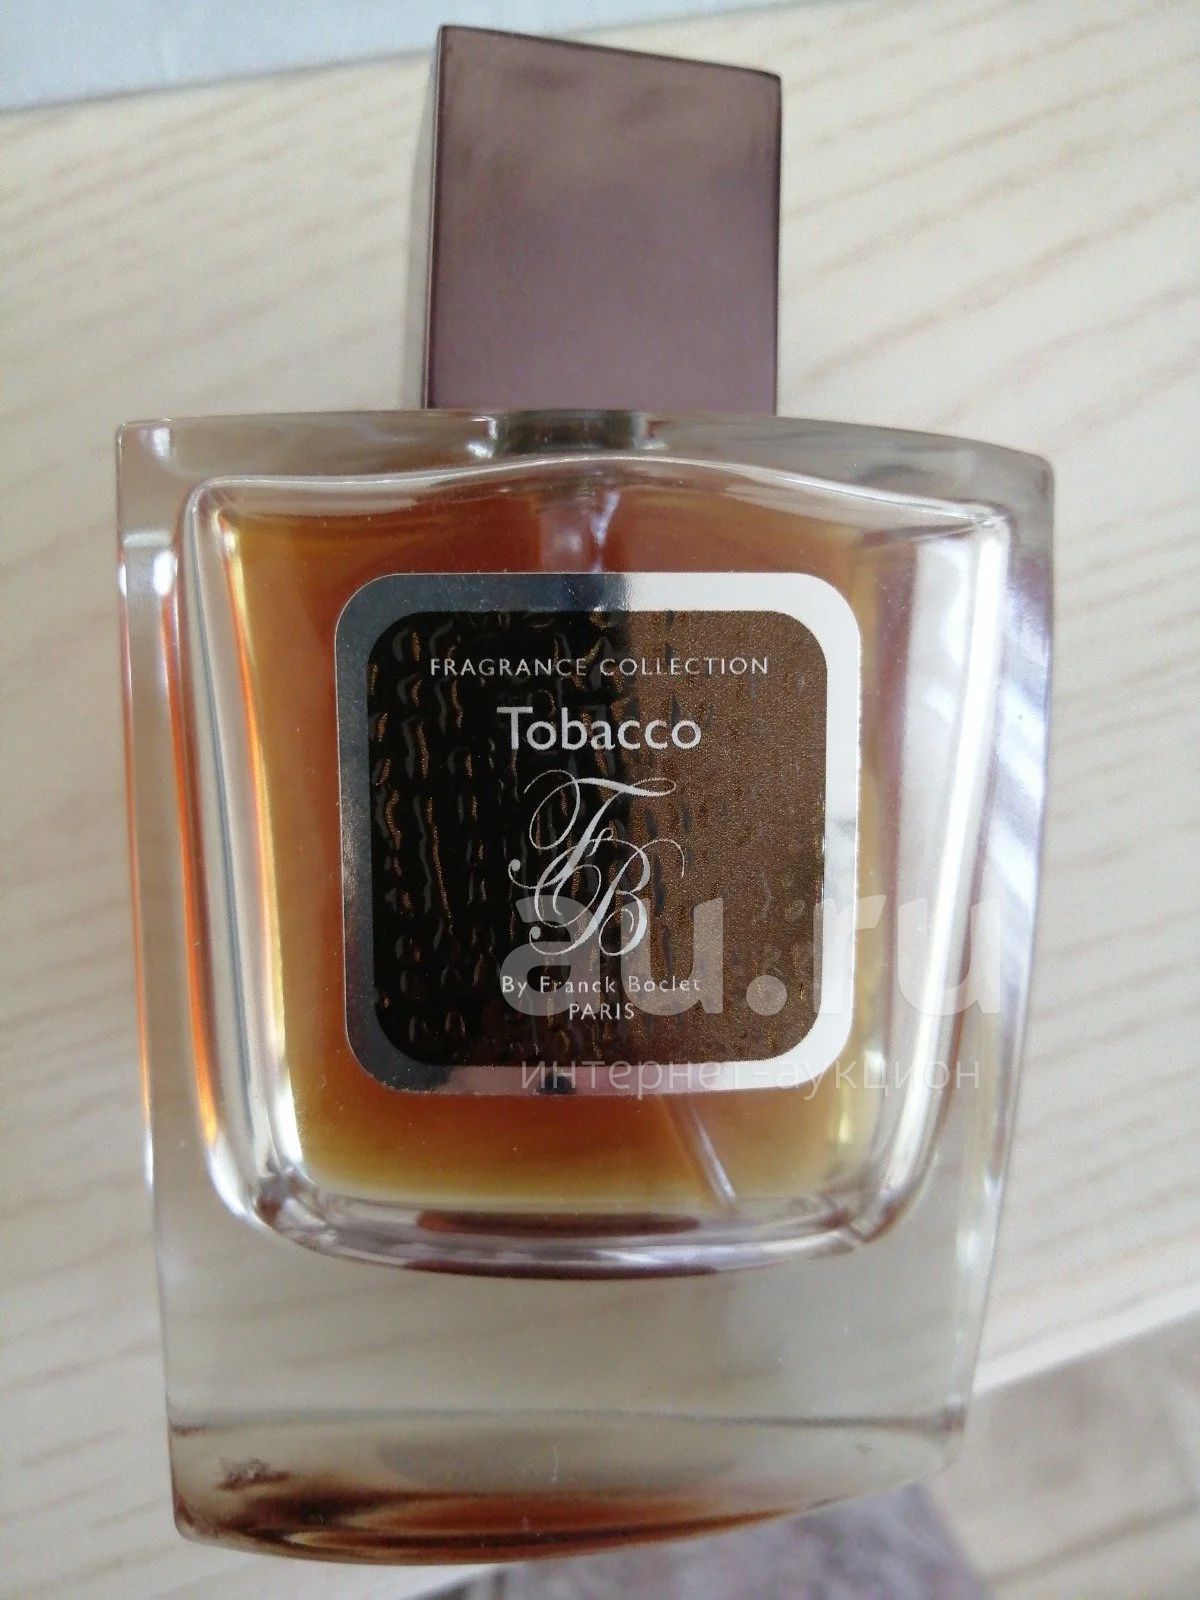 FRAGRANCE COLLECTION
Tobacco
FB
By Franck Boclet
PARIS
au.ru
интернет-аукцион